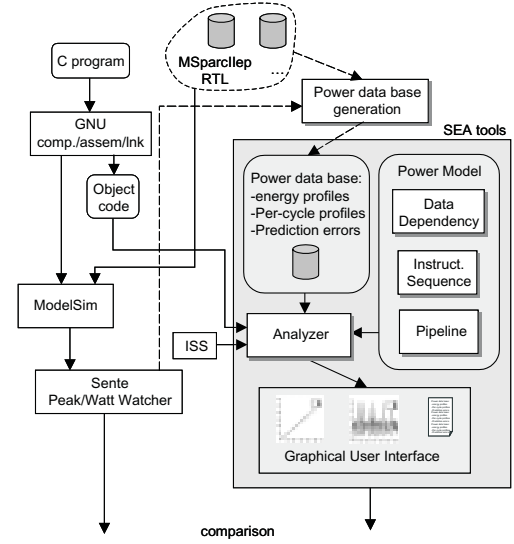 MSparcIIep
RTL
....
C program
GNU
comp./assem/lnk
Object
code
Power data base
generation
SEA tools
Power data base:
-energy profiles
-Per-cycle profiles
-Prediction errors
Power Model
Data
Dependency
Instruct.
Sequence
Pipeline
ModelSim
ISS
Analyzer
Sente
Peak/Watt Watcher
Graphical User Interface
comparison